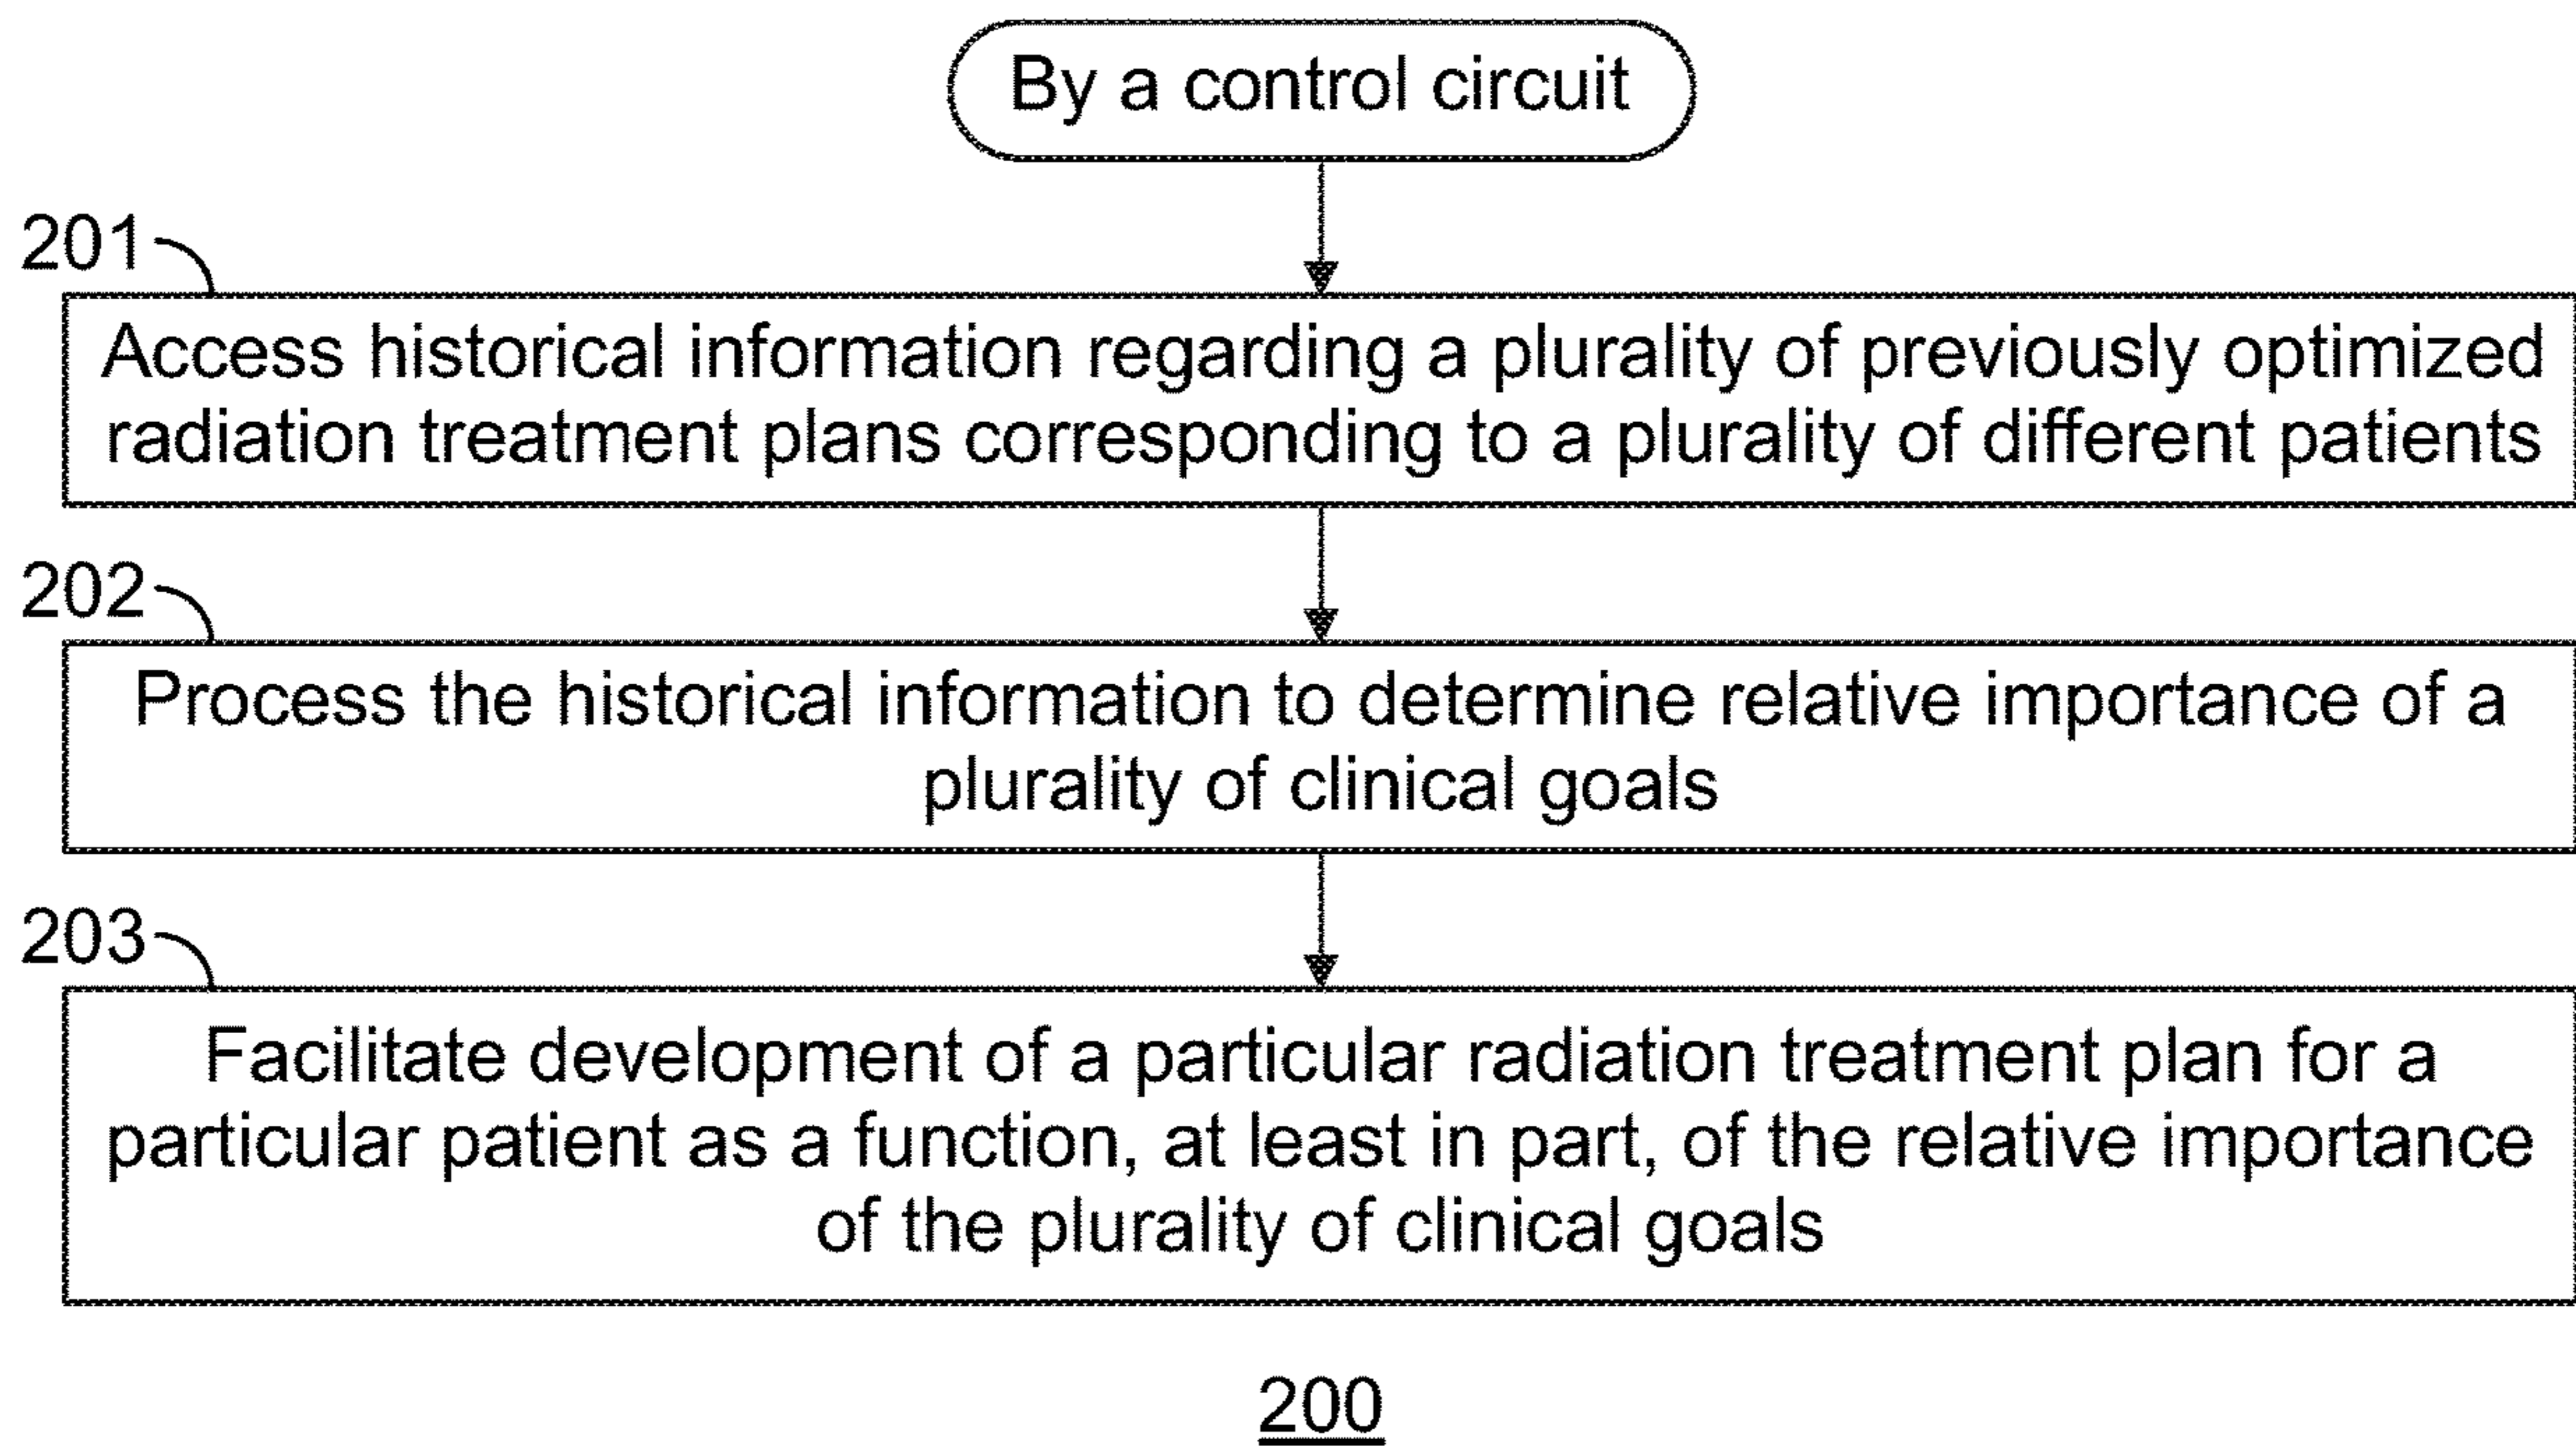 By a control circuit
201
Access historical information regarding a plurality of previously optimized
radiation treatment plans corresponding to a plurality of different patients
202
Process the historical information to determine relative importance of a
plurality of clinical goals
203
Facilitate development of a particular radiation treatment plan for a
particular patient as a function, at least in part, of the relative importance
of the plurality of clinical goals
200